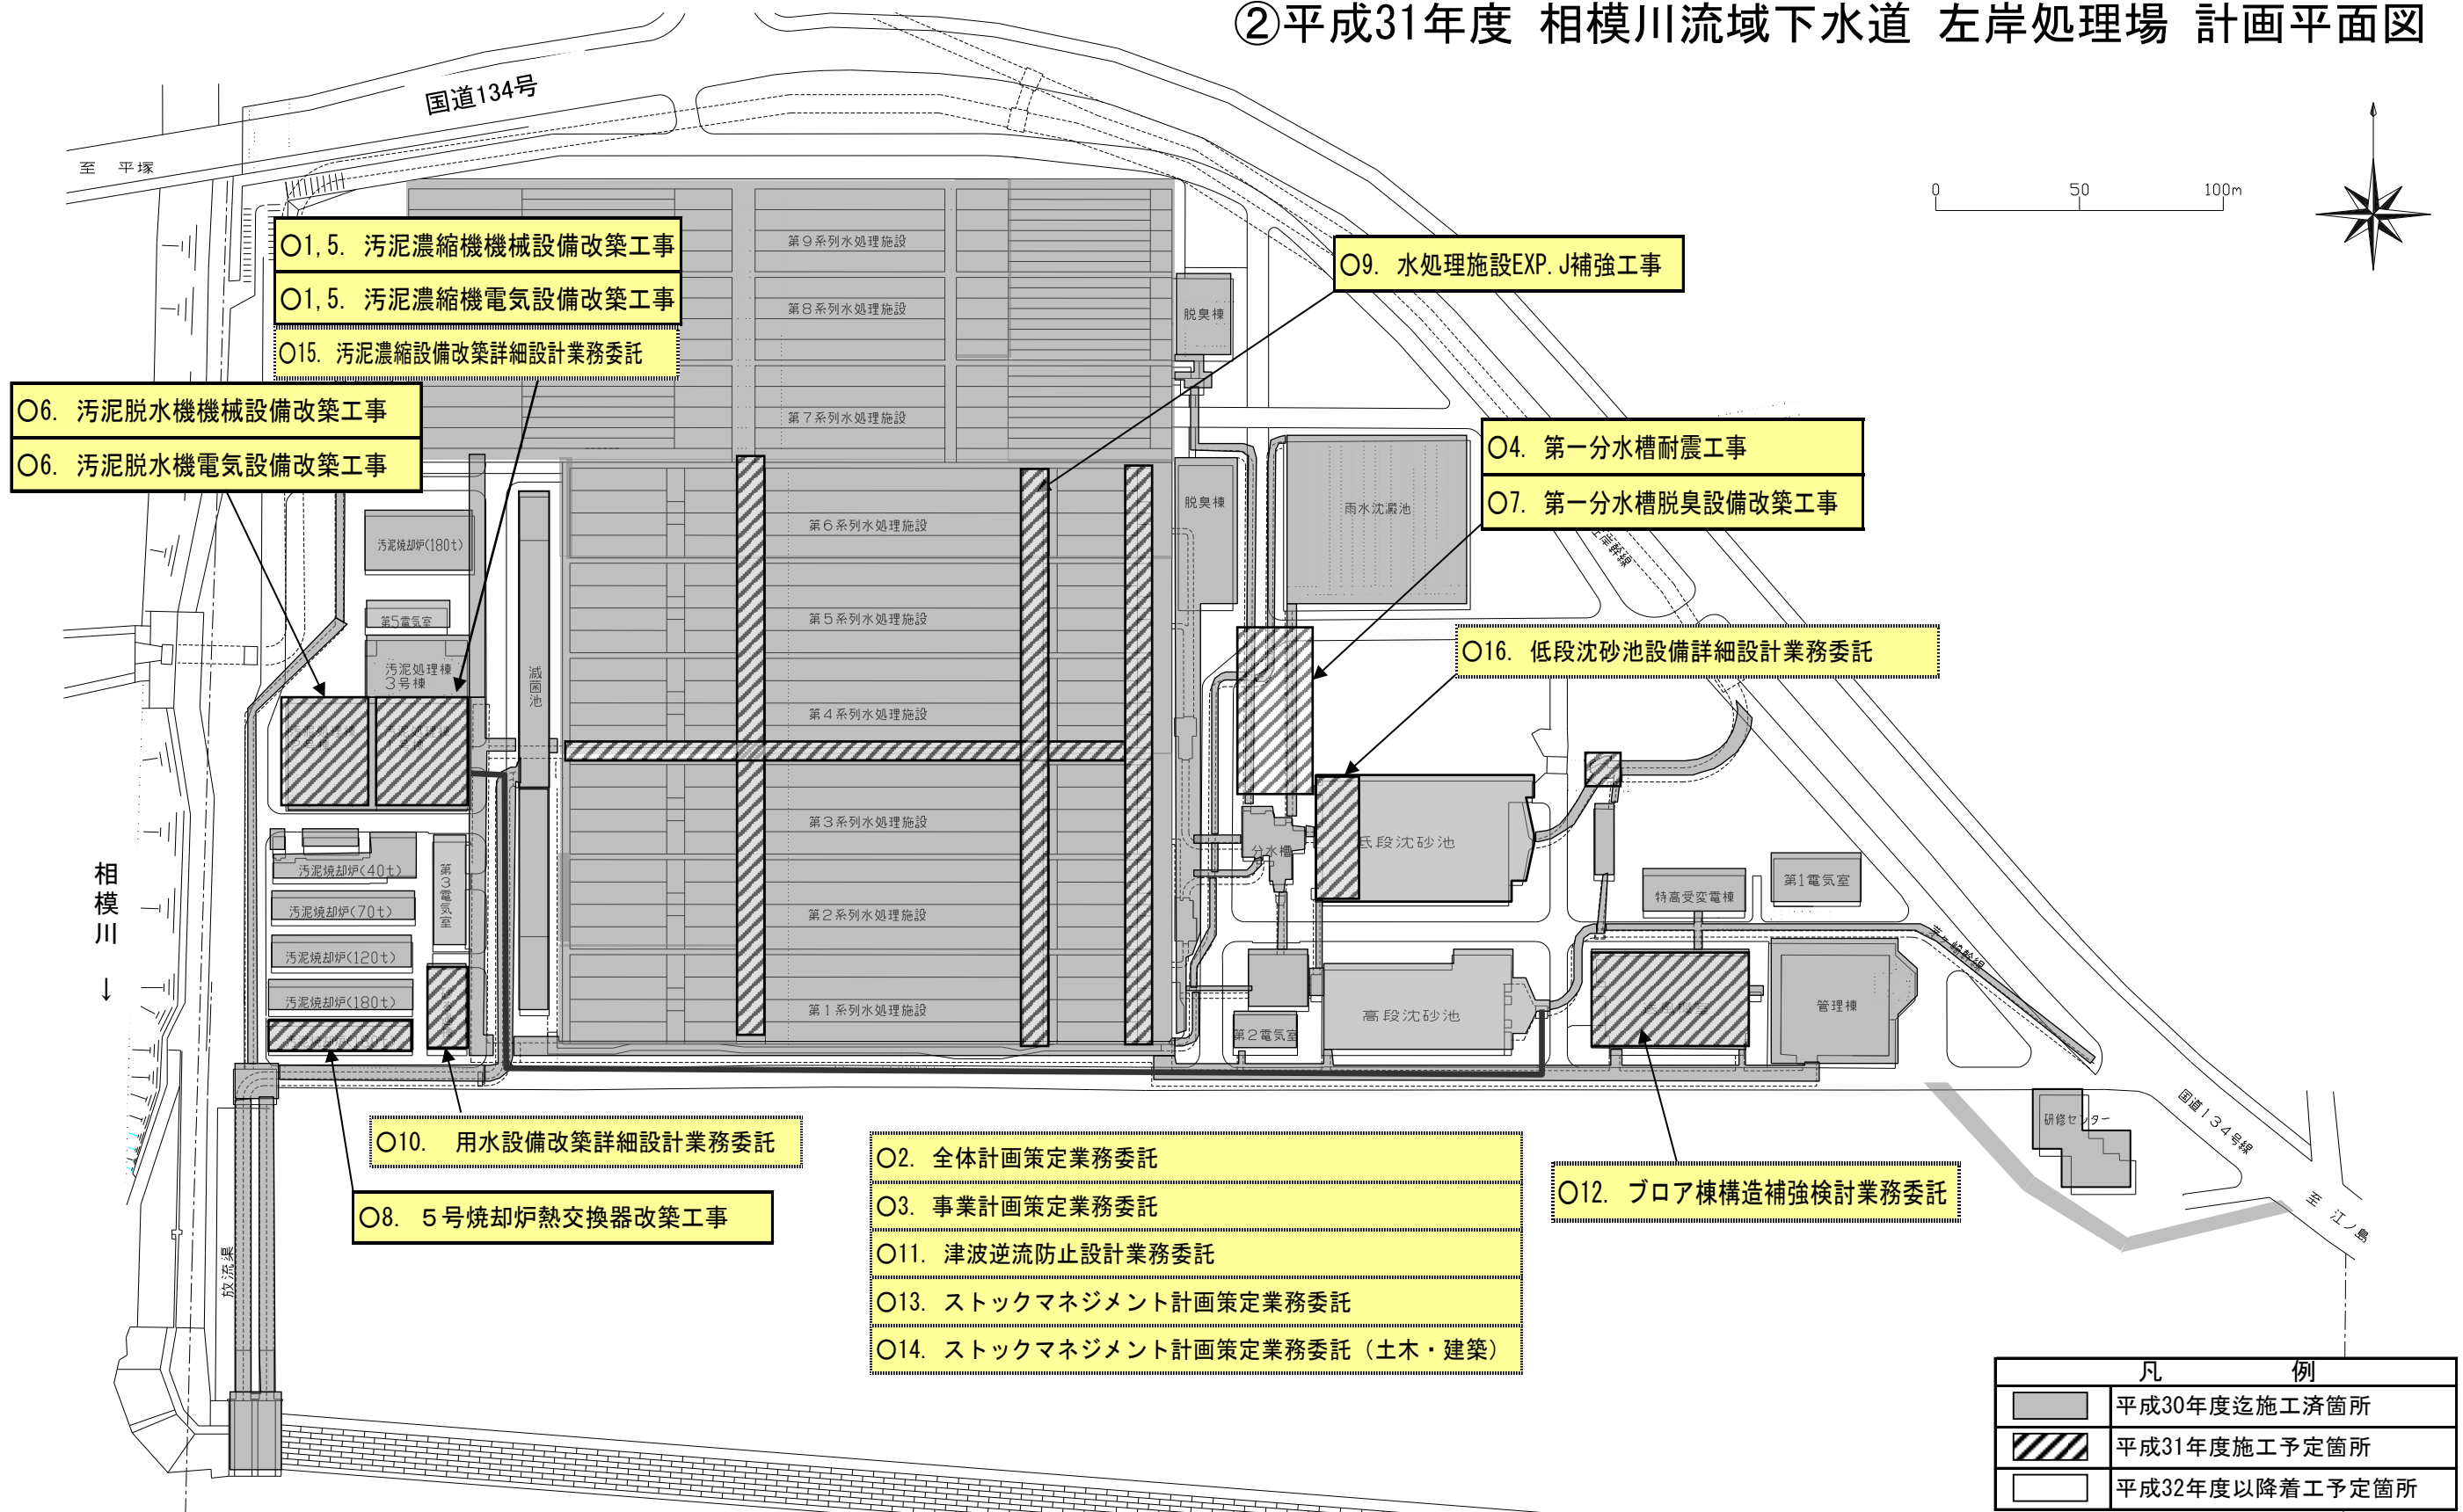 ②平成31年度 相模川流域下水道 左岸処理場 計画平面図
国道134号
至 平塚
0 50 100m
○1,5. 汚泥濃縮機機械設備改築工事
○1,5. 汚泥濃縮機電気設備改築工事
○15. 汚泥濃縮設備改築詳細設計業務委託
○6. 汚泥脱水機機械設備改築工事
○6. 汚泥脱水機電気設備改築工事
○9. 水処理施設EXP.J補強工事
○4. 第一分水槽耐震工事
○7. 第一分水槽脱臭設備改築工事
○16. 低段沈砂池設備詳細設計業務委託
第9系列水処理施設
第8系列水処理施設
第7系列水処理施設
第6系列水処理施設
第5系列水処理施設
第4系列水処理施設
第3系列水処理施設
第2系列水処理施設
第1系列水処理施設
脱臭棟
脱臭棟
雨水沈澱池
汚泥焼却炉(180t)
第5電気室
汚泥処理棟
3号棟
滅菌池
汚泥焼却炉(40t)
汚泥焼却炉(70t)
汚泥焼却炉(120t)
汚泥焼却炉(180t)
第3電気室
分水槽
低段沈砂池
高段沈砂池
第2電気室
特高受変電棟
第1電気室
管理棟
研修センター
国道134号線
至 江ノ島
相模川
↓
放流渠
○10. 用水設備改築詳細設計業務委託
○8. 5号焼却炉熱交換器改築工事
○2. 全体計画策定業務委託
○3. 事業計画策定業務委託
○11. 津波逆流防止設計業務委託
○13. ストックマネジメント計画策定業務委託
○14. ストックマネジメント計画策定業務委託（土木・建築）
○12. ブロア棟構造補強検討業務委託
凡 例
平成30年度迄施工済箇所
平成31年度施工予定箇所
平成32年度以降着工予定箇所